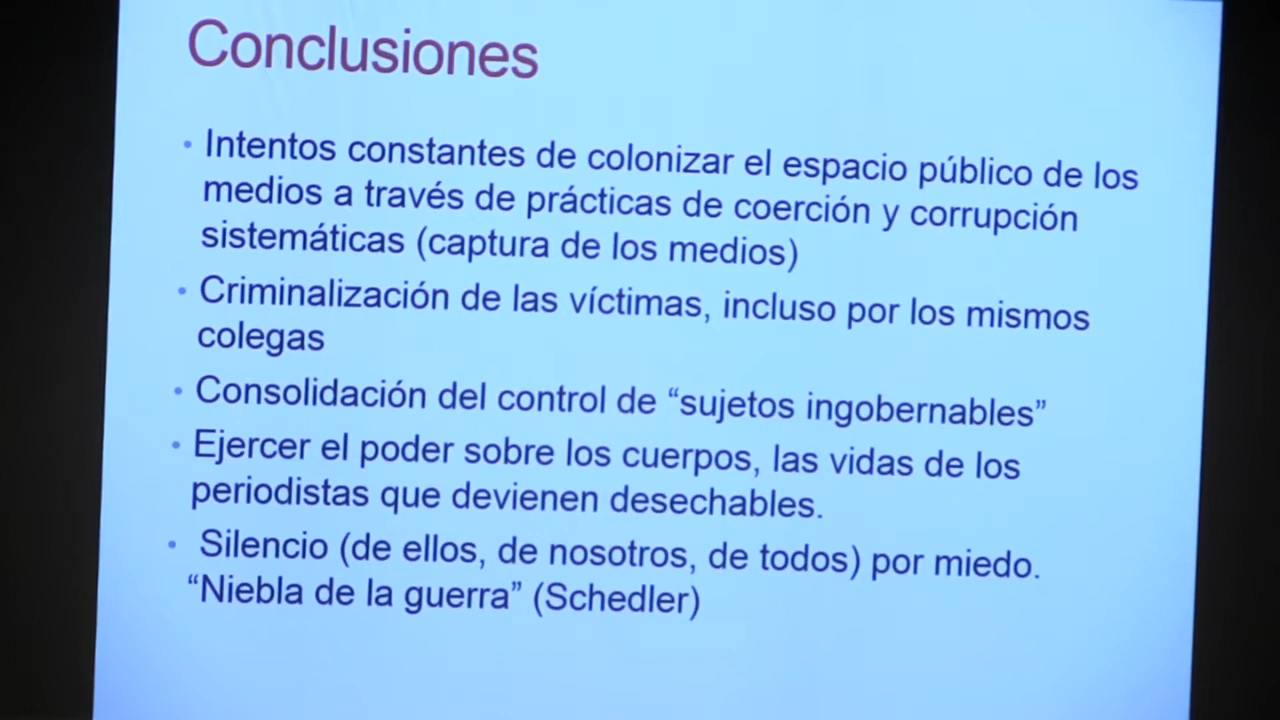 Conclusiones
• Intentos constantes de colonizar el espacio público de los
medios a través de prácticas de coerción y corrupción
sistemáticas (captura de los medios)
• Criminalización de las víctimas, incluso por los mismos
colegas
• Consolidación del control de “sujetos ingobernables”
• Ejercer el poder sobre los cuerpos, las vidas de los
periodistas que devienen desechables.
• Silencio (de ellos, de nosotros, de todos) por miedo.
“Niebla de la guerra” (Schedler)